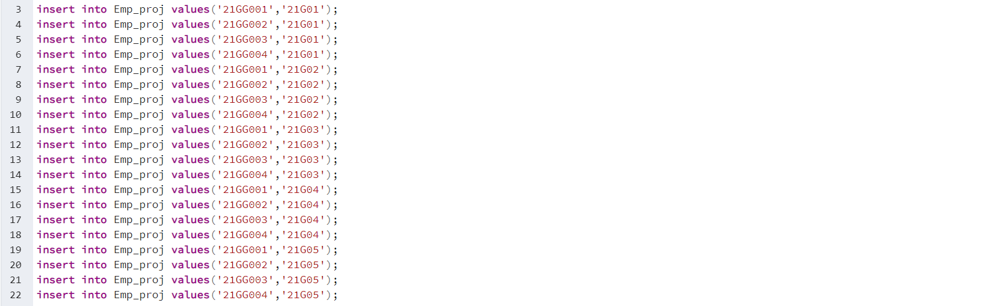 3 insert into Emp_proj values('21GG001','21G01');
4 insert into Emp_proj values('21GG002','21G01');
5 insert into Emp_proj values('21GG003','21G01');
6 insert into Emp_proj values('21GG004','21G01');
7 insert into Emp_proj values('21GG001','21G02');
8 insert into Emp_proj values('21GG002','21G02');
9 insert into Emp_proj values('21GG003','21G02');
10 insert into Emp_proj values('21GG004','21G02');
11 insert into Emp_proj values('21GG001','21G03');
12 insert into Emp_proj values('21GG002','21G03');
13 insert into Emp_proj values('21GG003','21G03');
14 insert into Emp_proj values('21GG004','21G03');
15 insert into Emp_proj values('21GG001','21G04');
16 insert into Emp_proj values('21GG002','21G04');
17 insert into Emp_proj values('21GG003','21G04');
18 insert into Emp_proj values('21GG004','21G04');
19 insert into Emp_proj values('21GG001','21G05');
20 insert into Emp_proj values('21GG002','21G05');
21 insert into Emp_proj values('21GG003','21G05');
22 insert into Emp_proj values('21GG004','21G05');